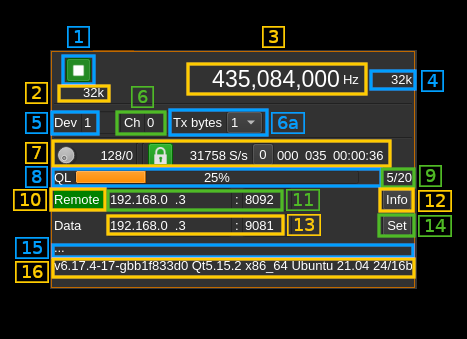 1
3
435,084,000 Hz
32k 4
2 32k
6
5 Dev 1 Ch 0 Tx bytes 1 6a
7 128/0 31758 S/s 0 000 035 00:00:36
8 QL 25% 5/20 9
10 Remote 192.168.0 .3 : 8092 11 Info 12
Data 192.168.0 .3 : 9081 13 Set 14
15 ...
16 v6.17.4-17-gbb1f833d0 Qt5.15.2 x86_64 Ubuntu 21.04 24/16b